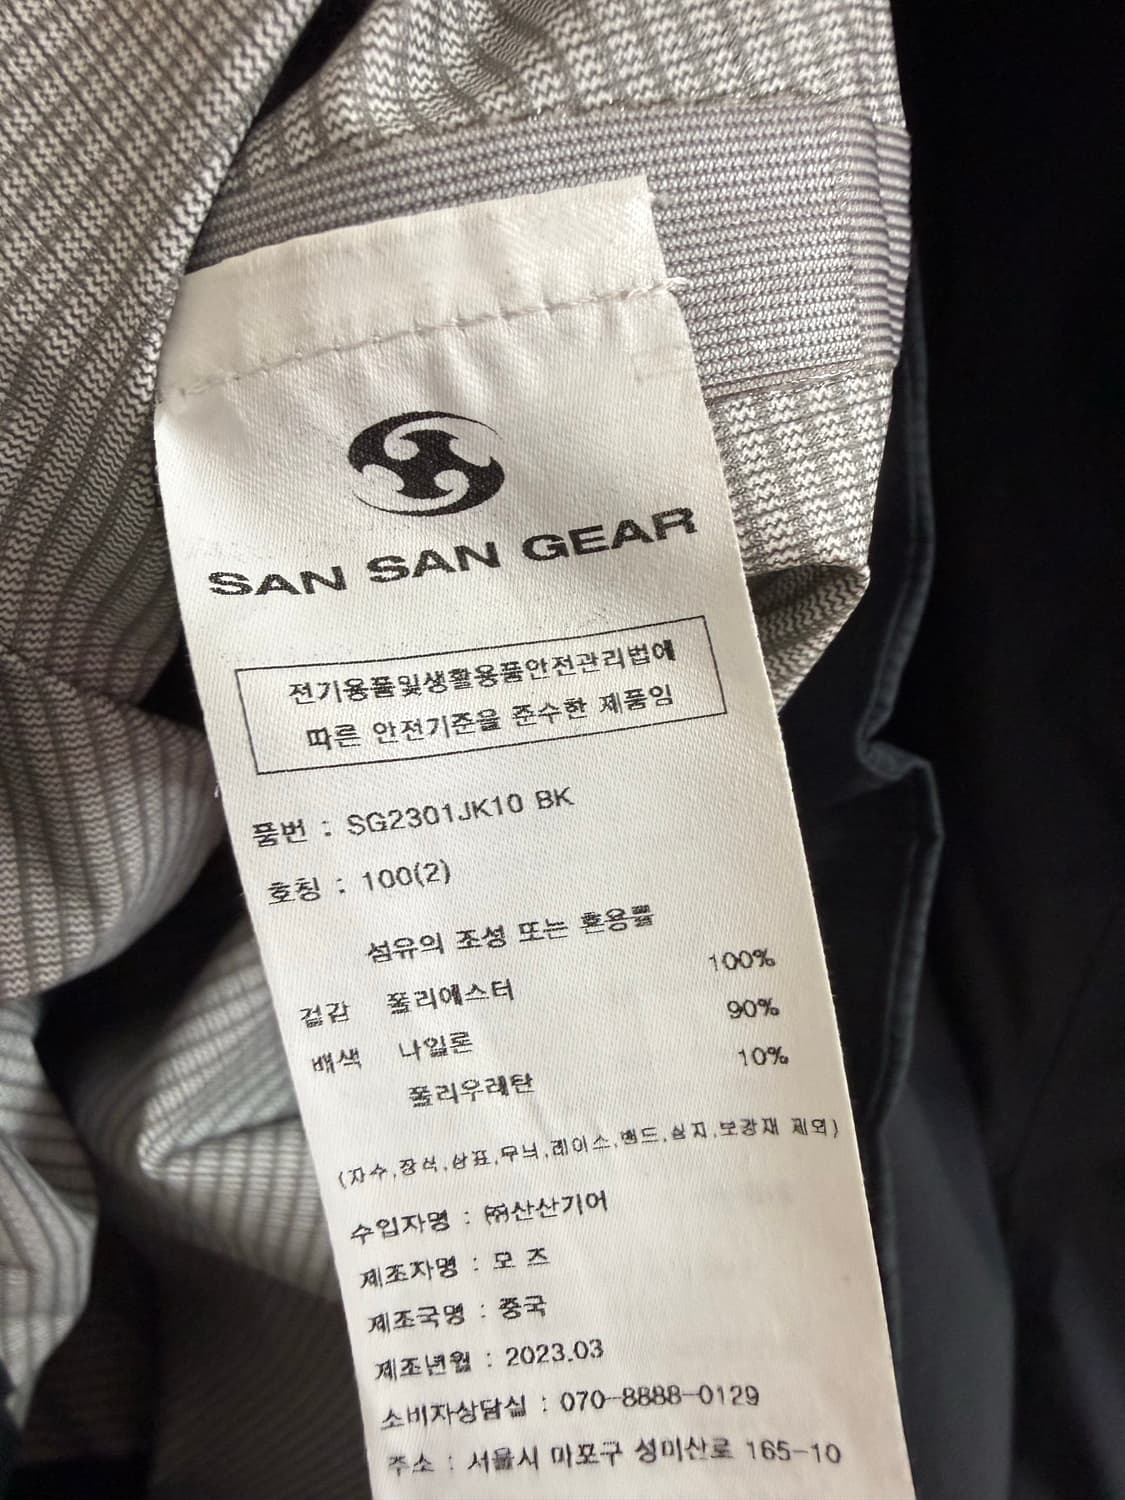 SAN SAN GEAR
전기용품및생활용품안전관리법에
따른 안전기준을 준수한 제품임
품번 : SG2301JK10 BK
호칭 : 100(2)
섬유의 조성 또는 혼용률
겉감 폴리에스터 100%
배색 나일론 90%
폴리우레탄 10%
(자수,장식,상표,무늬,레이스,밴드,심지,보강재 제외)
수입자명 : ㈜산산기어
제조자명 : 모 즈
제조국명 : 중국
제조년월 : 2023.03
소비자상담실 : 070-8888-0129
주소 : 서울시 마포구 성미산로 165-10